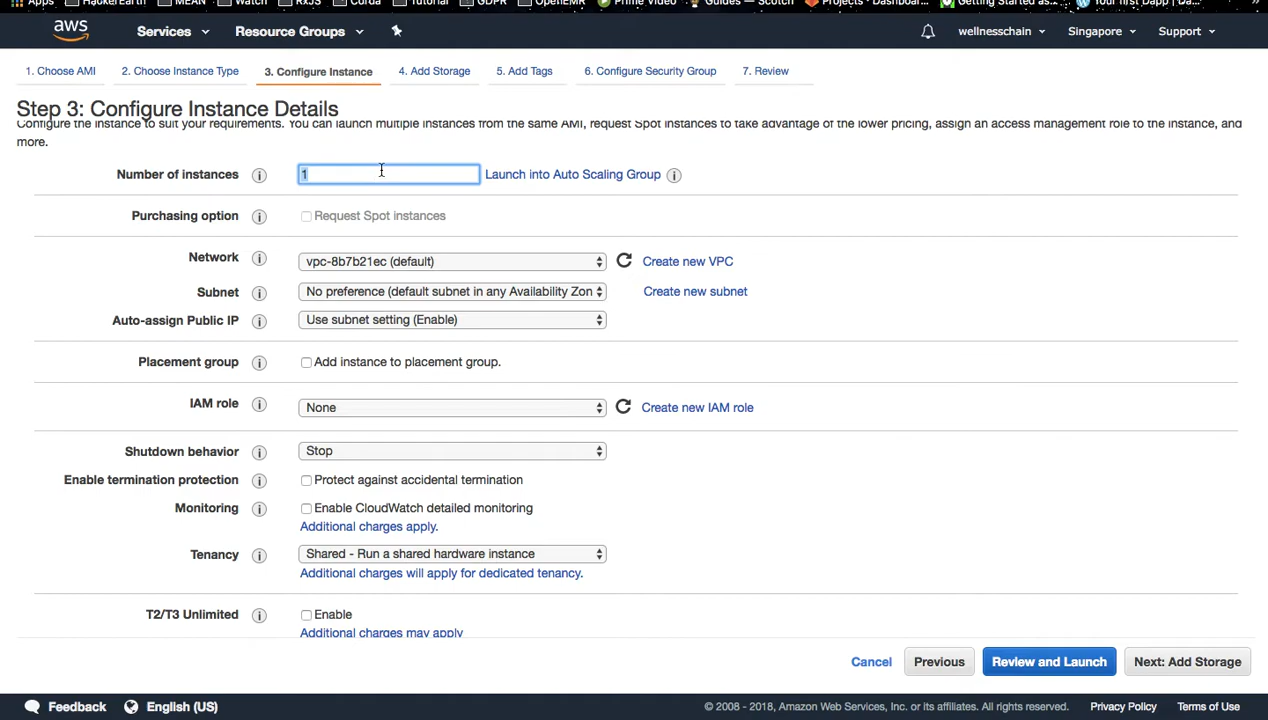 Apps HackerEarth MEAN Watch RxJS Corda Tutorial GDPR OpenEMR Prime Video Guides — Scotch Projects · Dashboar... Getting Started as... Your first Dapp | Da... »
aws Services Resource Groups wellnesschain Singapore Support
1. Choose AMI 2. Choose Instance Type 3. Configure Instance 4. Add Storage 5. Add Tags 6. Configure Security Group 7. Review
Step 3: Configure Instance Details
Configure the instance to suit your requirements. You can launch multiple instances from the same AMI, request Spot instances to take advantage of the lower pricing, assign an access management role to the instance, and
more.
Number of instances i 1 Launch into Auto Scaling Group i
Purchasing option i Request Spot instances
Network i vpc-8b7b21ec (default) Create new VPC
Subnet i No preference (default subnet in any Availability Zon Create new subnet
Auto-assign Public IP i Use subnet setting (Enable)
Placement group i Add instance to placement group.
IAM role i None Create new IAM role
Shutdown behavior i Stop
Enable termination protection i Protect against accidental termination
Monitoring i Enable CloudWatch detailed monitoring
Additional charges apply.
Tenancy i Shared - Run a shared hardware instance
Additional charges will apply for dedicated tenancy.
T2/T3 Unlimited i Enable
Additional charges may apply
Cancel Previous Review and Launch Next: Add Storage
Feedback English (US) © 2008 - 2018, Amazon Web Services, Inc. or its affiliates. All rights reserved. Privacy Policy Terms of Use